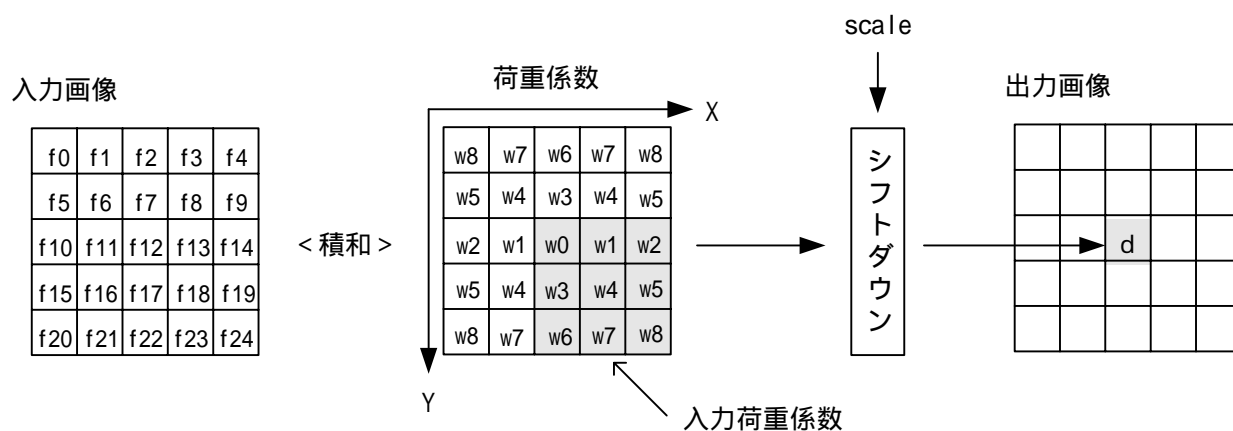 scale
入力画像
荷重係数
出力画像
X
f0 f1 f2 f3 f4
f5 f6 f7 f8 f9
f10 f11 f12 f13 f14
f15 f16 f17 f18 f19
f20 f21 f22 f23 f24
<積和>
w8 w7 w6 w7 w8
w5 w4 w3 w4 w5
w2 w1 w0 w1 w2
w5 w4 w3 w4 w5
w8 w7 w6 w7 w8
Y
入力荷重係数
シフトダウン
d